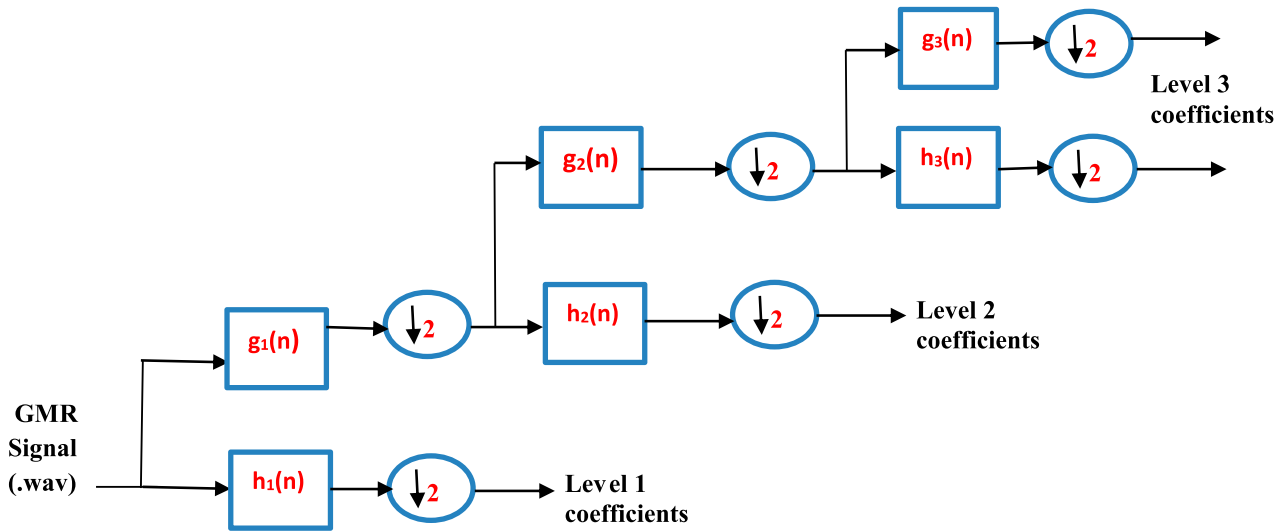 g₃(n)
↓2
Level 3
coefficients
g₂(n)
↓2
h₃(n)
↓2
g₁(n)
↓2
h₂(n)
↓2
Level 2
coefficients
GMR
Signal
(.wav)
h₁(n)
↓2
Level 1
coefficients